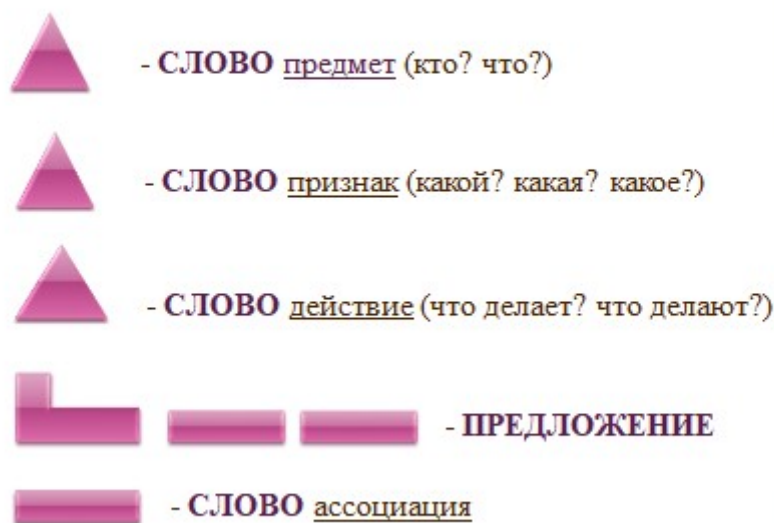 - СЛОВО предмет (кто? что?)
- СЛОВО признак (какой? какая? какое?)
- СЛОВО действие (что делает? что делают?)
- ПРЕДЛОЖЕНИЕ
- СЛОВО ассоциация